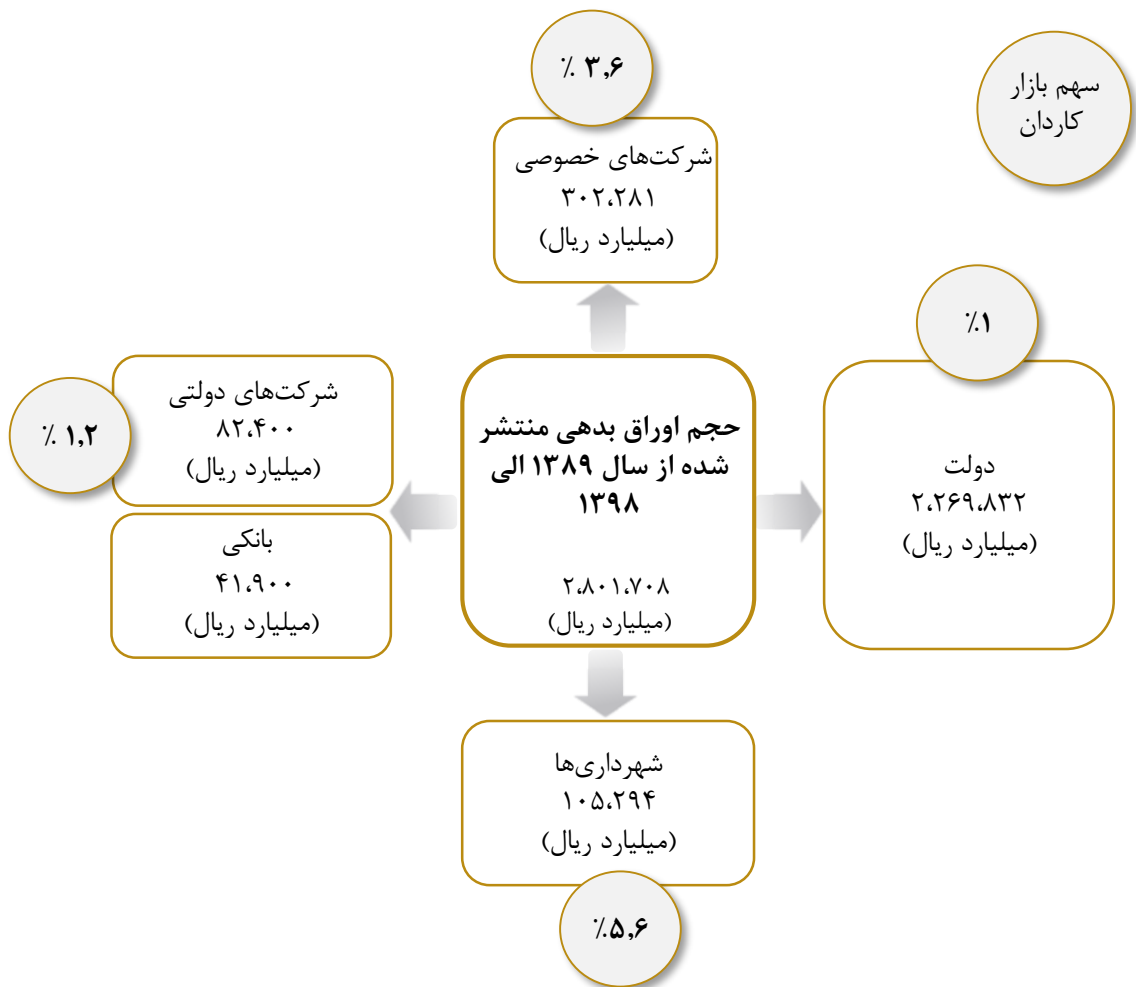 ٪ ۳٫۶
سهم بازار
کاردان
شرکت‌های خصوصی
۳۰۲،۲۸۱
(میلیارد ریال)
٪۱
شرکت‌های دولتی
۸۲،۴۰۰
(میلیارد ریال)
٪ ۱٫۲
بانکی
۴۱،۹۰۰
(میلیارد ریال)
حجم اوراق بدهی منتشر
شده از سال ۱۳۸۹ الی
۱۳۹۸
۲،۸۰۱،۷۰۸
(میلیارد ریال)
دولت
۲،۲۶۹،۸۳۲
(میلیارد ریال)
شهرداری‌ها
۱۰۵،۲۹۴
(میلیارد ریال)
٪۵٫۶